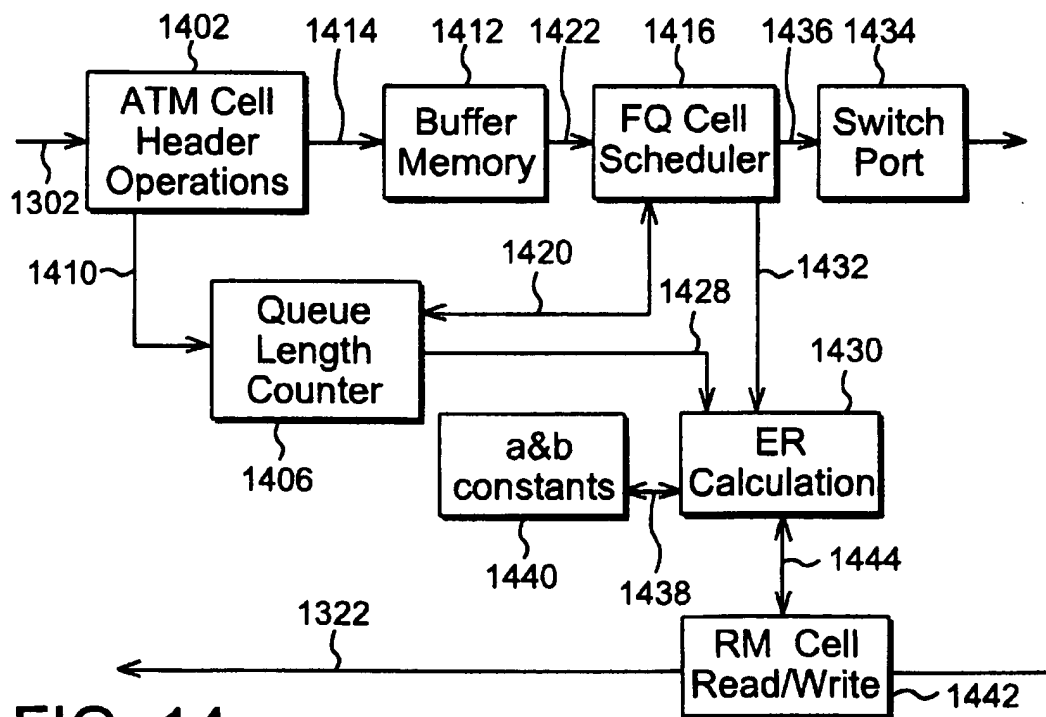 1402
1414
1412
1422
1416
1436
1434
ATM Cell
Header
Operations
Buffer
Memory
FQ Cell
Scheduler
Switch
Port
1302
1410
1420
1428
1432
Queue
Length
Counter
1430
1406
a&b
constants
ER
Calculation
1440
1438
1444
1322
RM Cell
Read/Write
1442
FIG. 14